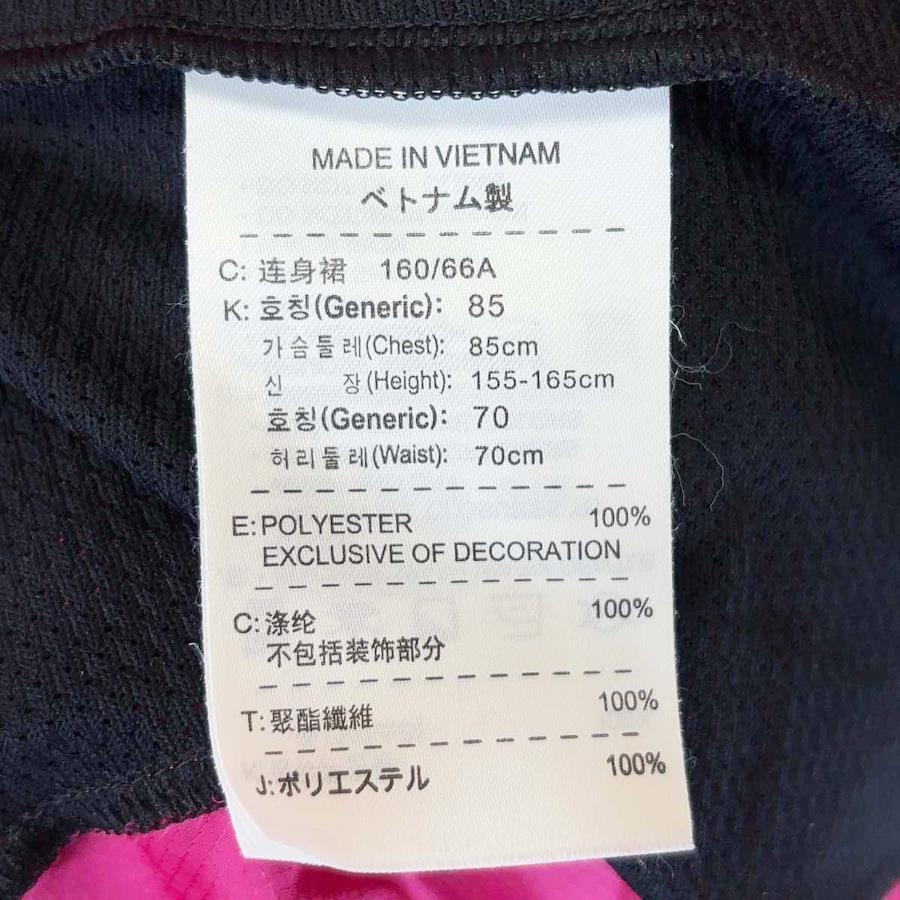 MADE IN VIETNAM
ベトナム製
C: 连身裙 160/66A
K: 호칭(Generic): 85
가슴둘레(Chest): 85cm
신 장(Height): 155-165cm
호칭(Generic): 70
허리둘레(Waist): 70cm
E: POLYESTER 100%
EXCLUSIVE OF DECORATION
C: 涤纶 100%
不包括装饰部分
T: 聚酯纖維 100%
J: ポリエステル 100%